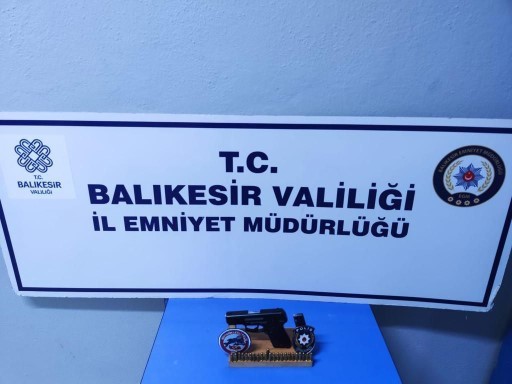 T.C.
BALIKESİR VALİLİĞİ
İL EMNİYET MÜDÜRLÜĞÜ
T.C.
BALIKESİR
VALİLİĞİ